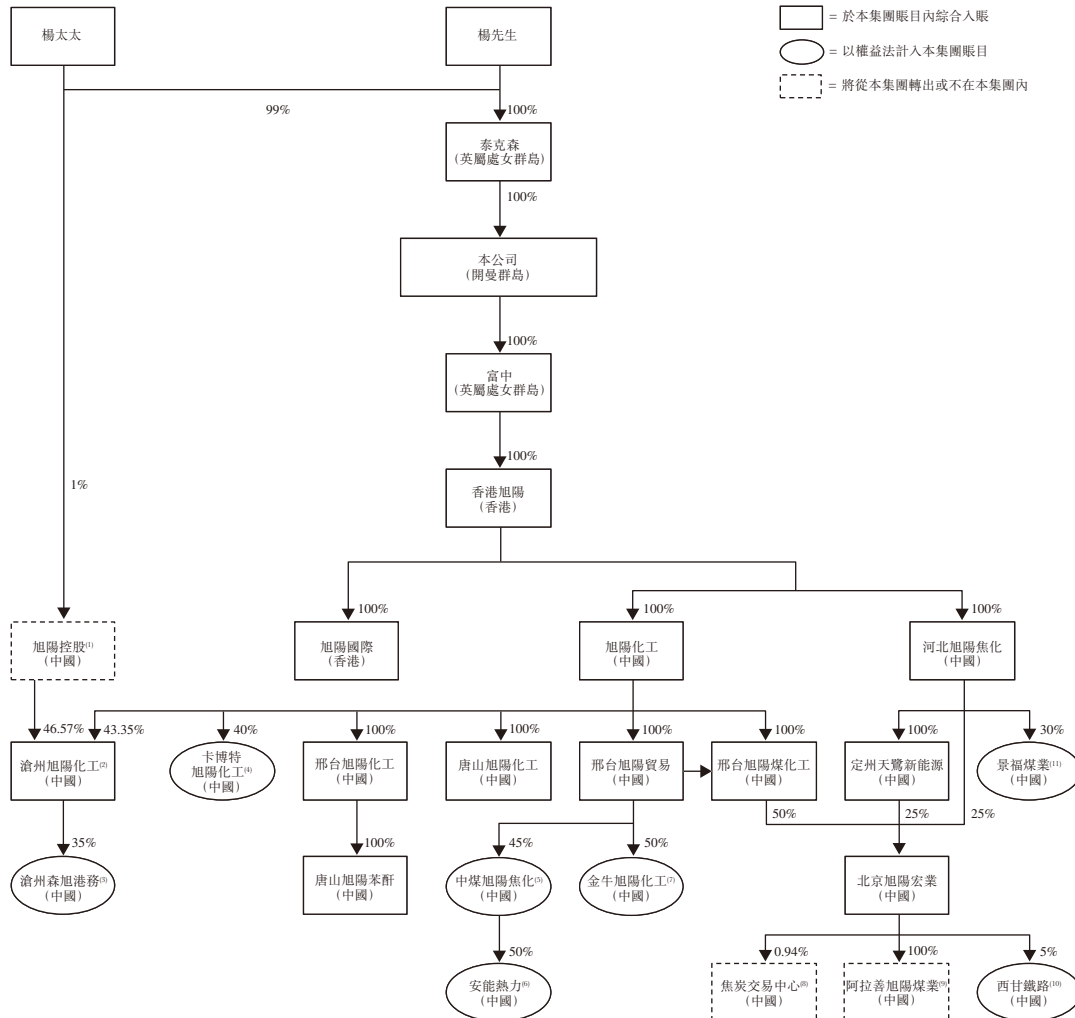 楊太太
楊先生
= 於本集團賬目內綜合入賬
= 以權益法計入本集團賬目
= 將從本集團轉出或不在本集團內
99%
100%
泰克森
(英屬處女群島)
100%
本公司
(開曼群島)
100%
富中
(英屬處女群島)
100%
1%
香港旭陽
(香港)
100%
100%
100%
旭陽控股(1)
(中國)
旭陽國際
(香港)
旭陽化工
(中國)
河北旭陽焦化
(中國)
46.57%
43.35%
40%
100%
100%
100%
100%
100%
30%
滄州旭陽化工(2)
(中國)
卡博特
旭陽化工(4)
(中國)
邢台旭陽化工
(中國)
唐山旭陽化工
(中國)
邢台旭陽貿易
(中國)
邢台旭陽煤化工
(中國)
定州天鷺新能源
(中國)
景福煤業(11)
(中國)
35%
100%
45%
50%
50%
25%
25%
滄州森旭港務(3)
(中國)
唐山旭陽苯酐
(中國)
中煤旭陽焦化(5)
(中國)
金牛旭陽化工(7)
(中國)
北京旭陽宏業
(中國)
50%
0.94%
100%
5%
安能熱力(6)
(中國)
焦炭交易中心(8)
(中國)
阿拉善旭陽煤業(9)
(中國)
西甘鐵路(10)
(中國)